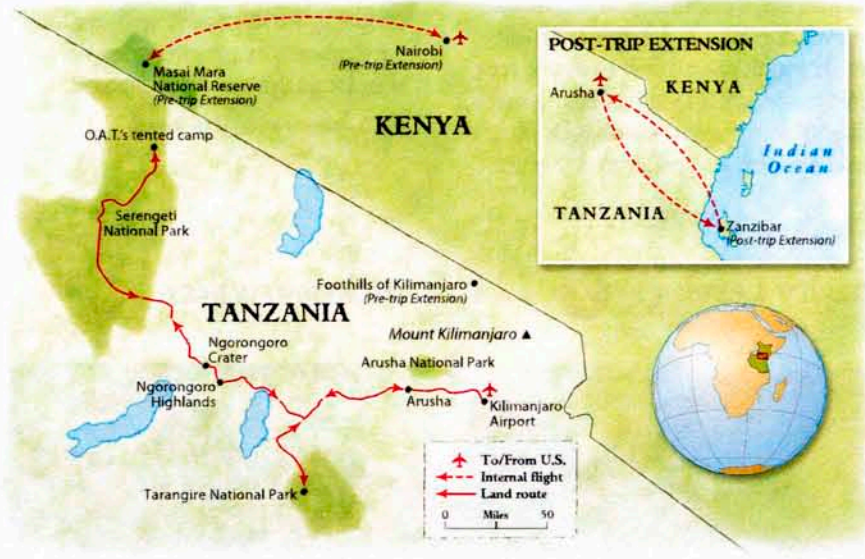 Nairobi
(Pre-trip Extension)
Masai Mara
National Reserve
(Pre-trip Extension)
KENYA
O.A.T.'s tented camp
Serengeti
National Park
Foothills of Kilimanjaro
(Pre-trip Extension)
TANZANIA
Mount Kilimanjaro
Ngorongoro
Crater
Arusha National Park
Ngorongoro
Highlands
Arusha
Kilimanjaro
Airport
Tarangire National Park
To/From U.S.
Internal flight
Land route
0 Miles 50
POST-TRIP EXTENSION
KENYA
Arusha
Indian
Ocean
TANZANIA
Zanzibar
(Post-trip Extension)